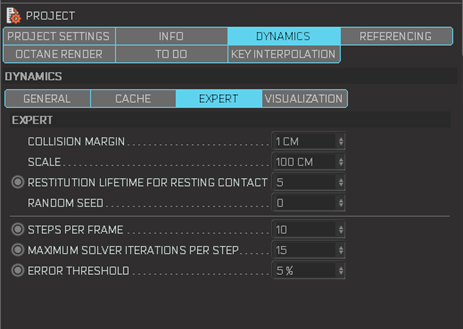 PROJECT
PROJECT SETTINGS INFO DYNAMICS REFERENCING
OCTANE RENDER TO DO KEY INTERPOLATION
DYNAMICS
GENERAL CACHE EXPERT VISUALIZATION
EXPERT
COLLISION MARGIN 1 CM
SCALE 100 CM
RESTITUTION LIFETIME FOR RESTING CONTACT 5
RANDOM SEED 0
STEPS PER FRAME 10
MAXIMUM SOLVER ITERATIONS PER STEP 15
ERROR THRESHOLD 5 %